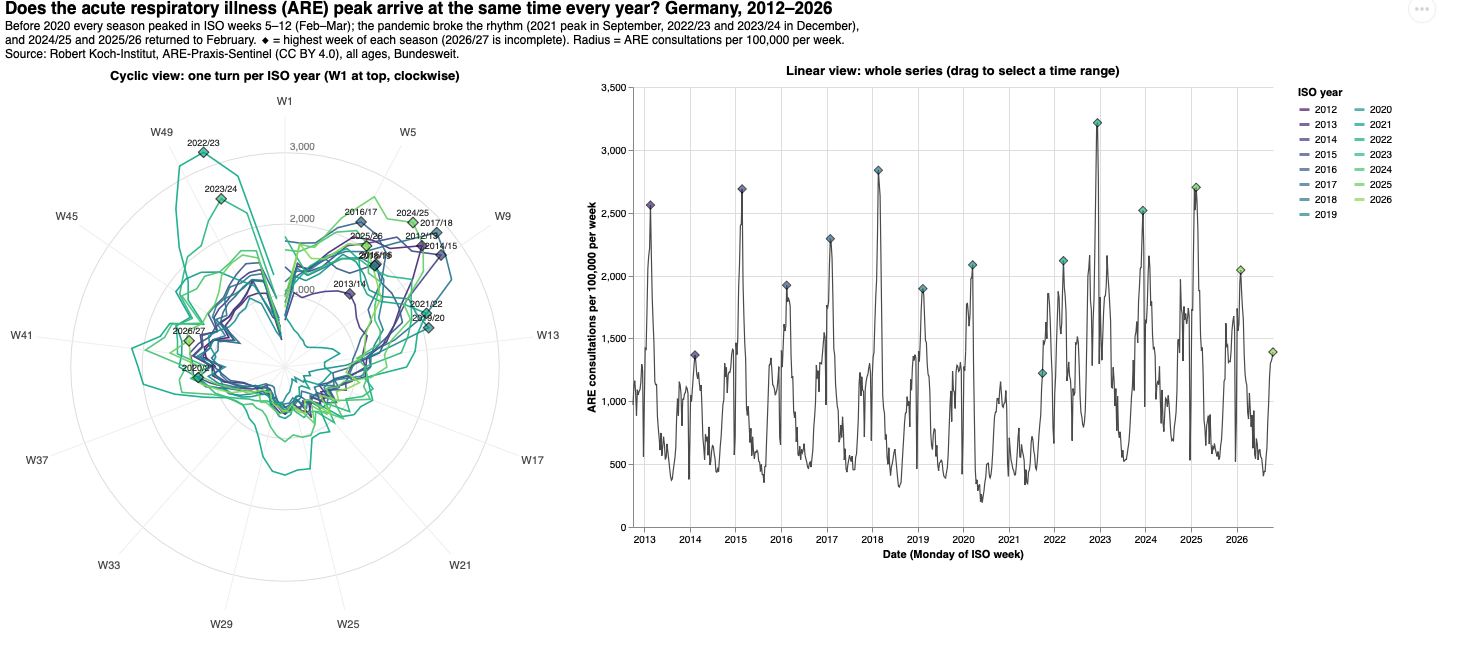 Does the acute respiratory illness (ARE) peak arrive at the same time every year? Germany, 2012–2026
Before 2020 every season peaked in ISO weeks 5–12 (Feb–Mar); the pandemic broke the rhythm (2021 peak in September, 2022/23 and 2023/24 in December),
and 2024/25 and 2025/26 returned to February. ◆ = highest week of each season (2026/27 is incomplete). Radius = ARE consultations per 100,000 per week.
Source: Robert Koch-Institut, ARE-Praxis-Sentinel (CC BY 4.0), all ages, Bundesweit.
Cyclic view: one turn per ISO year (W1 at top, clockwise)
W1
W5
W9
W13
W17
W21
W25
W29
W33
W37
W41
W45
W49
3,000
2,000
2022/23
2023/24
2016/17
2024/25
2017/18
2025/26
2012/13
2014/15
2013/14
2021/22
2019/20
2026/27
2020/21
Linear view: whole series (drag to select a time range)
ARE consultations per 100,000 per week
3,500
3,000
2,500
2,000
1,500
1,000
500
0
2013 2014 2015 2016 2017 2018 2019 2020 2021 2022 2023 2024 2025 2026
Date (Monday of ISO week)
ISO year
2012 2020
2013 2021
2014 2022
2015 2023
2016 2024
2017 2025
2018 2026
2019